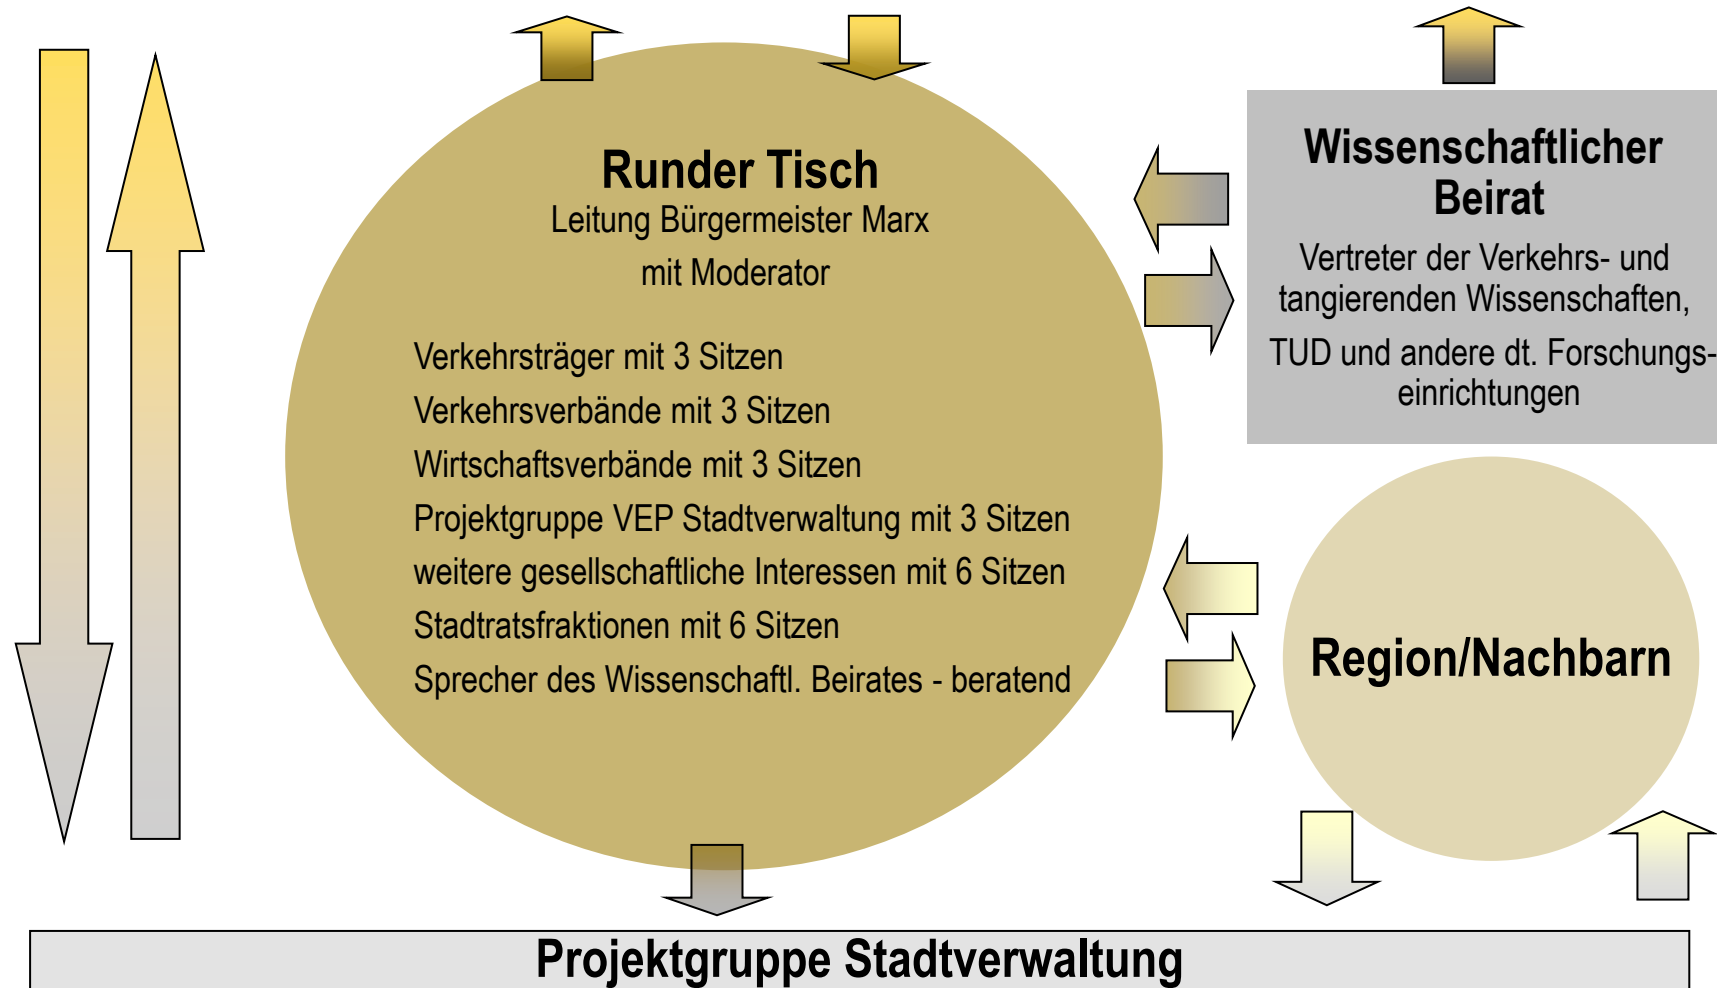 Runder Tisch
Leitung Bürgermeister Marx
mit Moderator
Verkehrsträger mit 3 Sitzen
Verkehrsverbände mit 3 Sitzen
Wirtschaftsverbände mit 3 Sitzen
Projektgruppe VEP Stadtverwaltung mit 3 Sitzen
weitere gesellschaftliche Interessen mit 6 Sitzen
Stadtratsfraktionen mit 6 Sitzen
Sprecher des Wissenschaftl. Beirates - beratend
Wissenschaftlicher
Beirat
Vertreter der Verkehrs- und
tangierenden Wissenschaften,
TUD und andere dt. Forschungs-
einrichtungen
Region/Nachbarn
Projektgruppe Stadtverwaltung